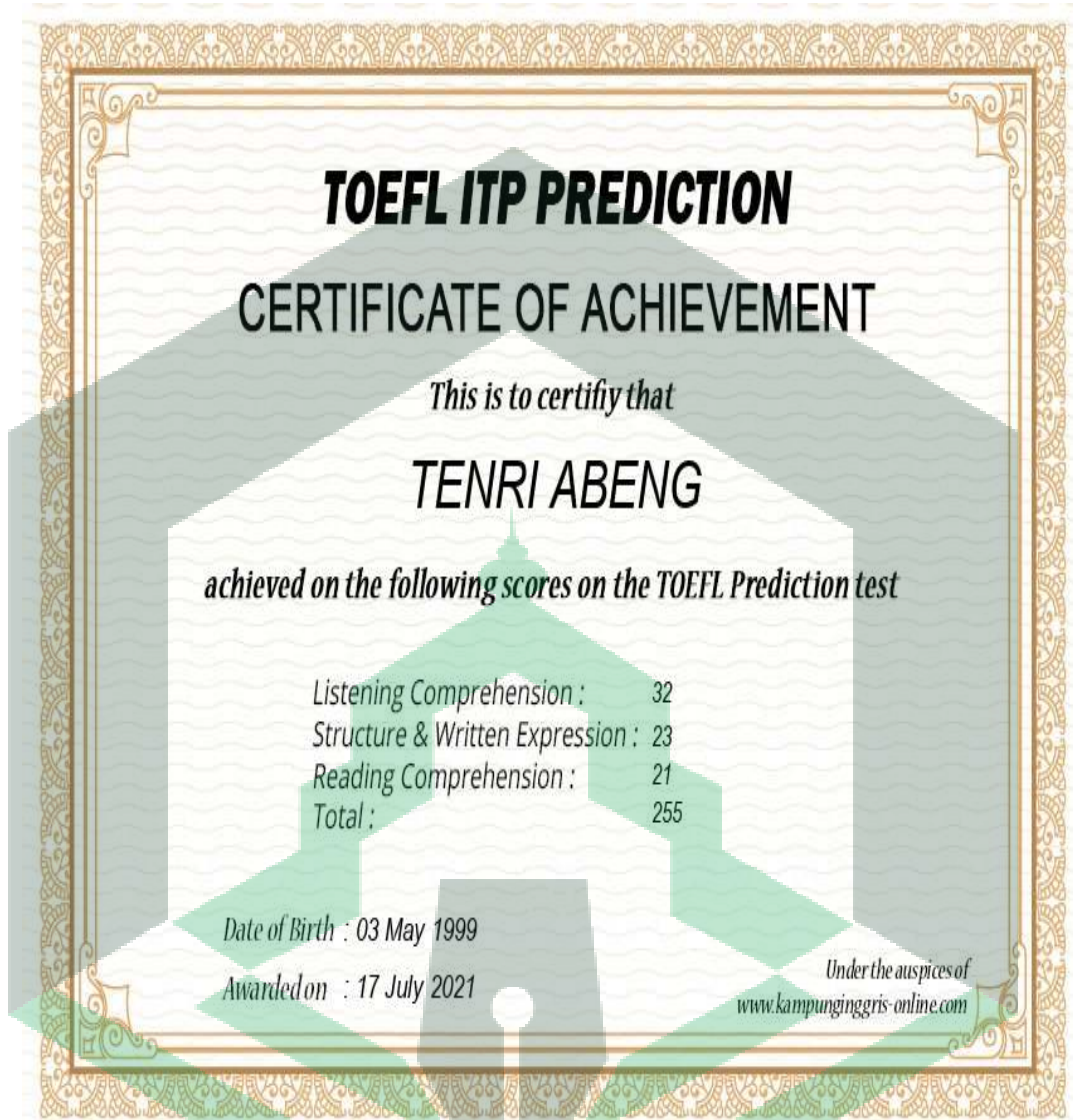 TOEFL ITP PREDICTION
CERTIFICATE OF ACHIEVEMENT
This is to certifiy that
TENRI ABENG
achieved on the following scores on the TOEFL Prediction test
Listening Comprehension : 32
Structure & Written Expression : 23
Reading Comprehension : 21
Total : 255
Date of Birth : 03 May 1999
Awarded on : 17 July 2021
Under the auspices of
www.kampunginggris-online.com